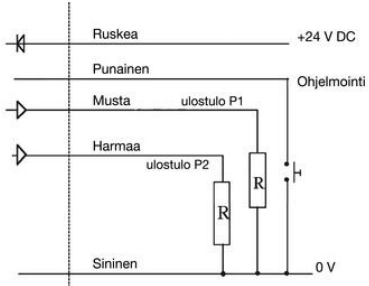 Ruskea +24 V DC
Punainen Ohjelmointi
Musta ulostulo P1
Harmaa
ulostulo P2
R
R
Sininen 0 V